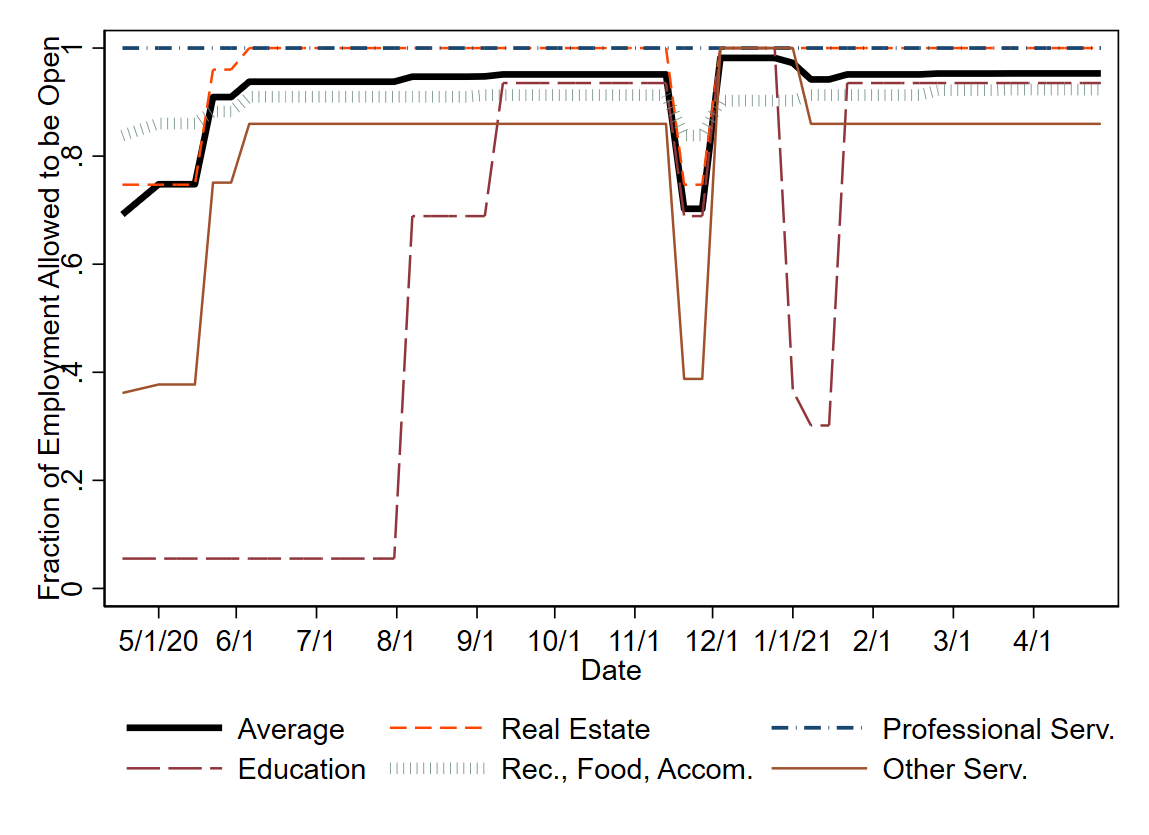 Fraction of Employment Allowed to be Open
1
.8
.6
.4
.2
0
5/1/20 6/1 7/1 8/1 9/1 10/1 11/1 12/1 1/1/21 2/1 3/1 4/1
Date
Average Real Estate Professional Serv.
Education Rec., Food, Accom. Other Serv.